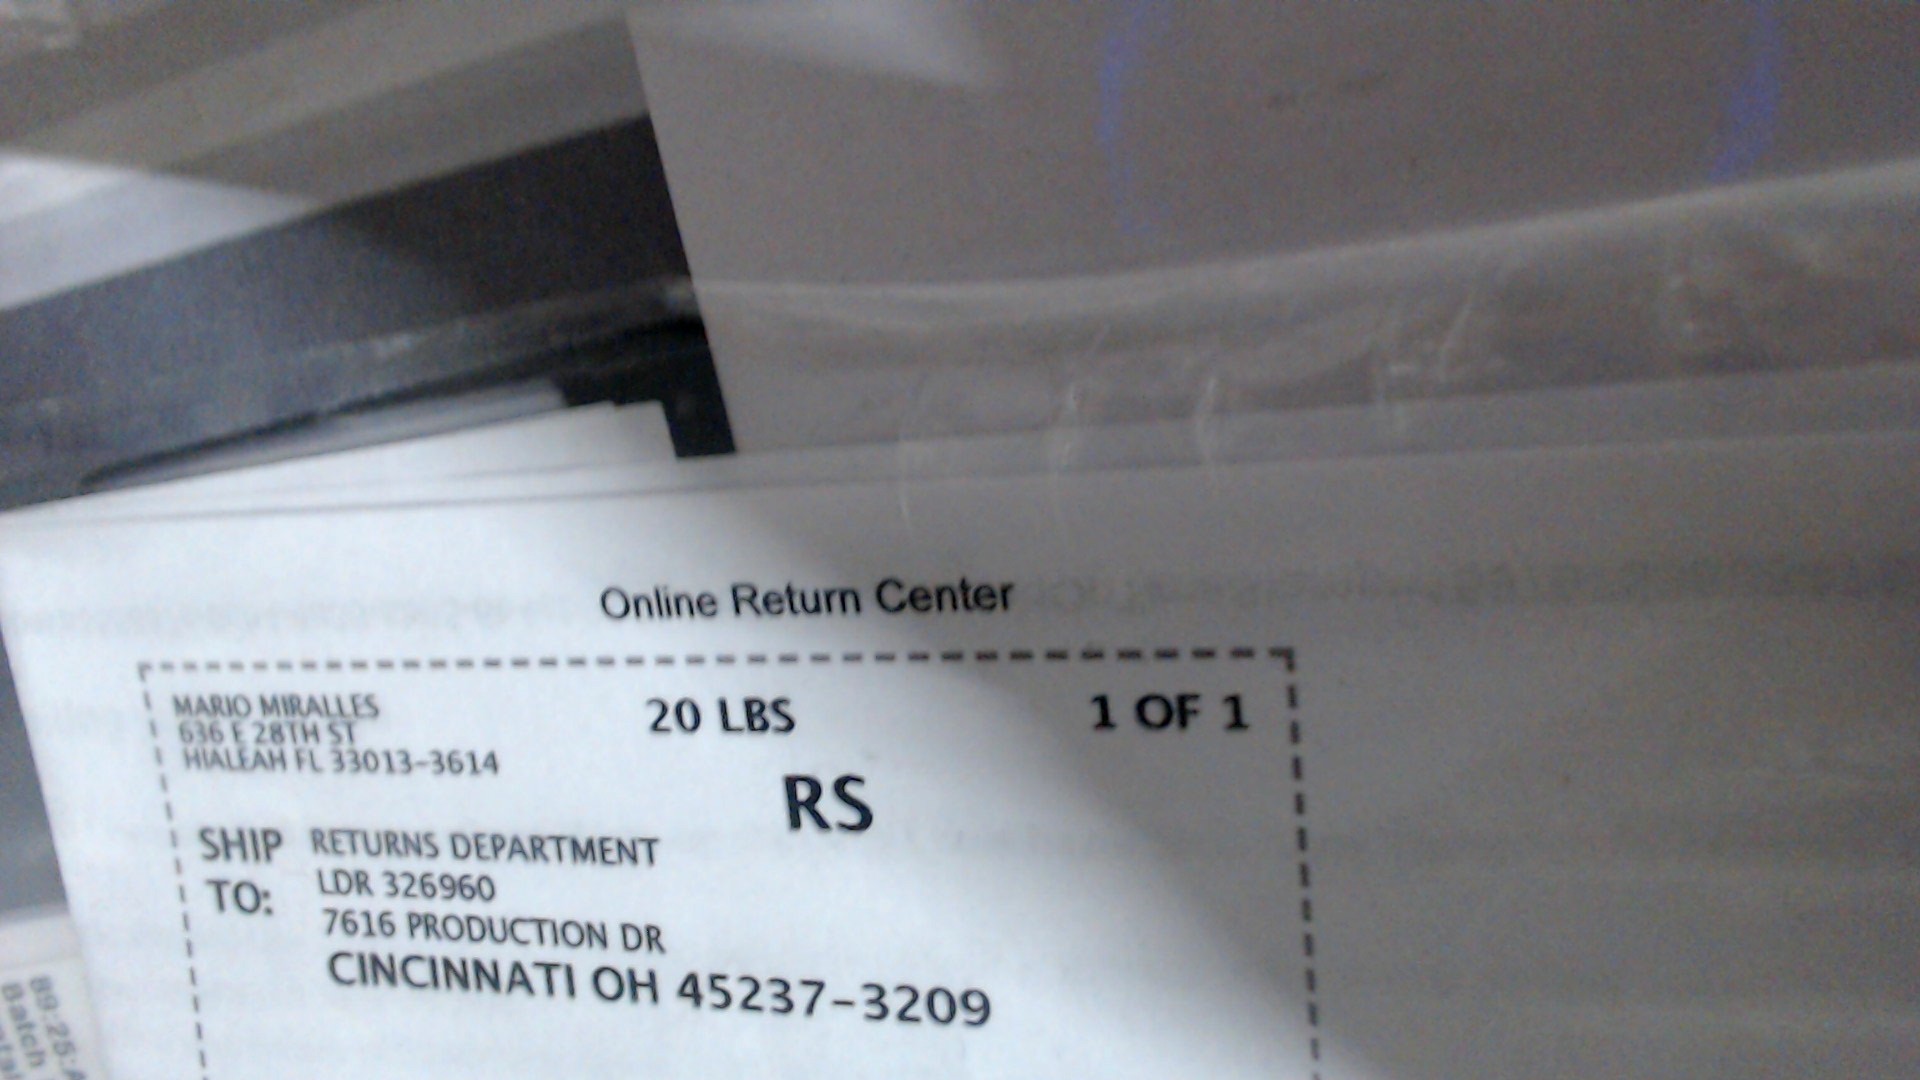 Online Return Center
MARIO MIRALLES
636 E 28TH ST
HIALEAH FL 33013-3614
20 LBS
1 OF 1
RS
SHIP TO:
RETURNS DEPARTMENT
LDR 326960
7616 PRODUCTION DR
CINCINNATI OH 45237-3209
Batch